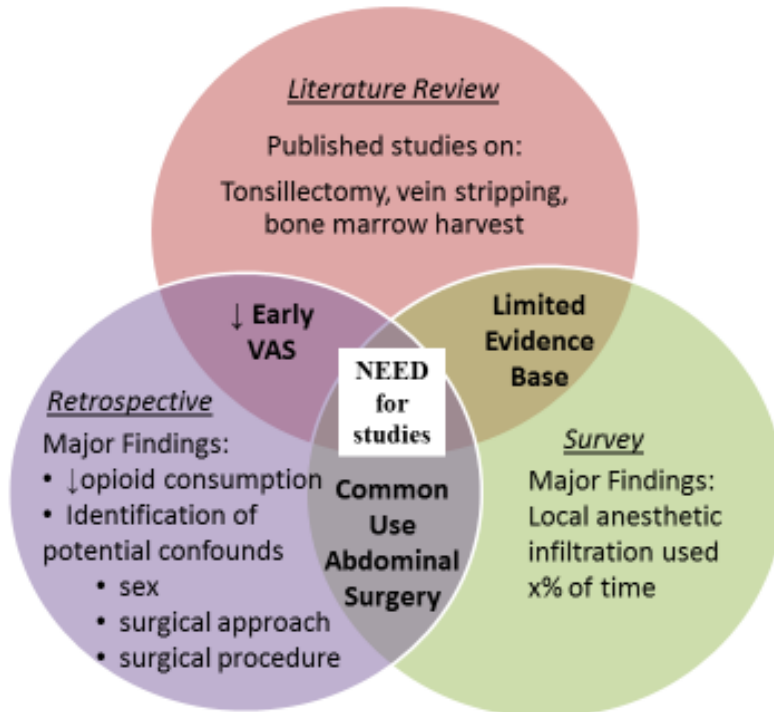 Literature Review
Published studies on:
Tonsillectomy, vein stripping,
bone marrow harvest
↓ Early
VAS
Limited
Evidence
Base
NEED
for
studies
Retrospective
Major Findings:
• ↓opioid consumption
• Identification of
potential confounds
• sex
• surgical approach
• surgical procedure
Common
Use
Abdominal
Surgery
Survey
Major Findings:
Local anesthetic
infiltration used
x% of time